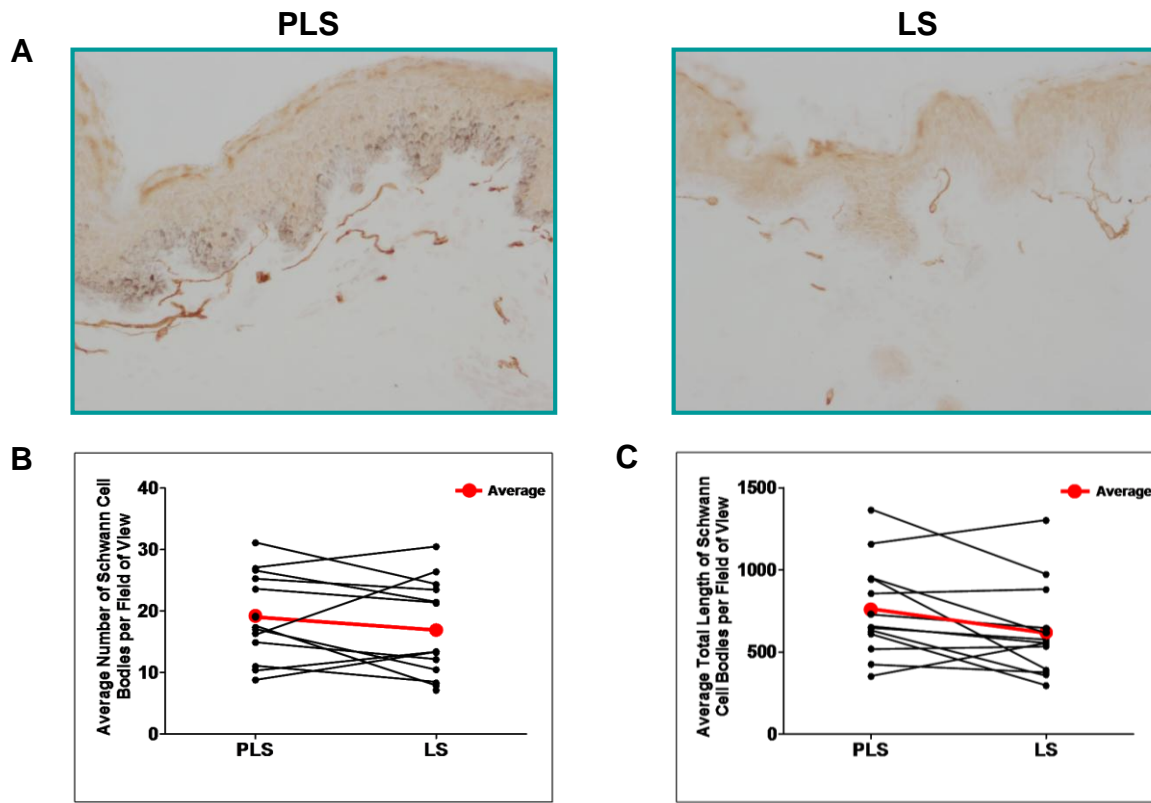 PLS
LS
A
B
Average Number of Schwann Cell
Bodies per Field of View
40
30
20
10
0
Average
PLS
LS
C
Average Total Length of Schwann
Cell Bodies per Field of View
1500
1000
500
0
Average
PLS
LS